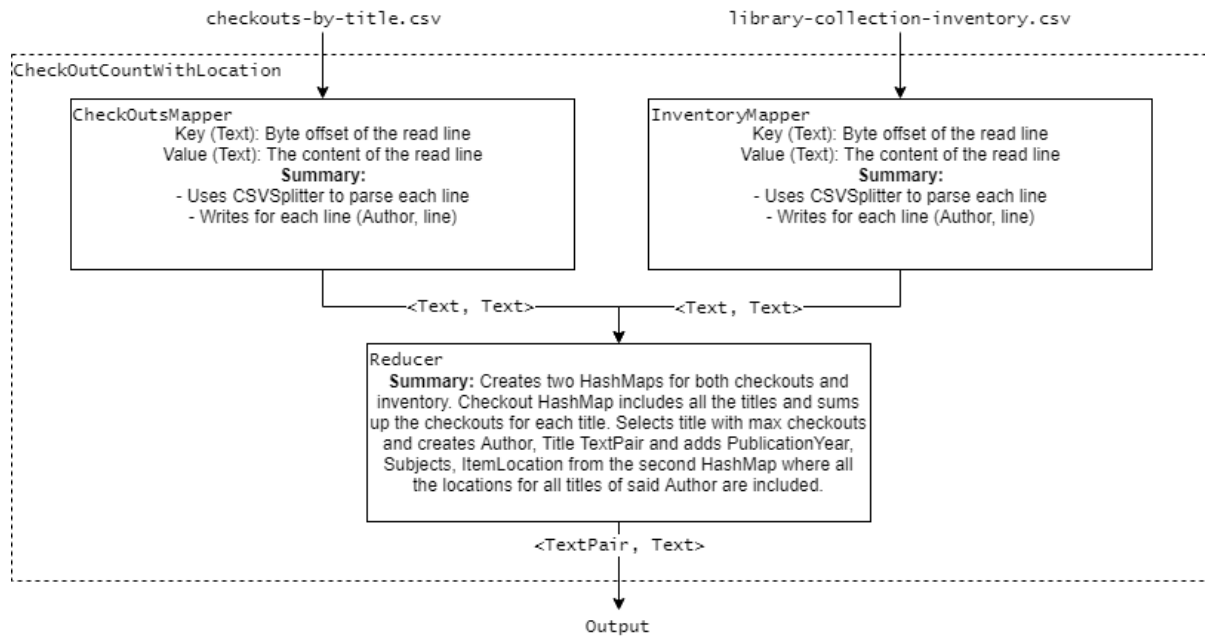 checkouts-by-title.csv
library-collection-inventory.csv
CheckOutCountWithLocation
CheckOutsMapper
Key (Text): Byte offset of the read line
Value (Text): The content of the read line
Summary:
- Uses CSVSplitter to parse each line
- Writes for each line (Author, line)
InventoryMapper
Key (Text): Byte offset of the read line
Value (Text): The content of the read line
Summary:
- Uses CSVSplitter to parse each line
- Writes for each line (Author, line)
<Text, Text>
<Text, Text>
Reducer
Summary: Creates two HashMaps for both checkouts and
inventory. Checkout HashMap includes all the titles and sums
up the checkouts for each title. Selects title with max checkouts
and creates Author, Title TextPair and adds PublicationYear,
Subjects, ItemLocation from the second HashMap where all
the locations for all titles of said Author are included.
<TextPair, Text>
Output